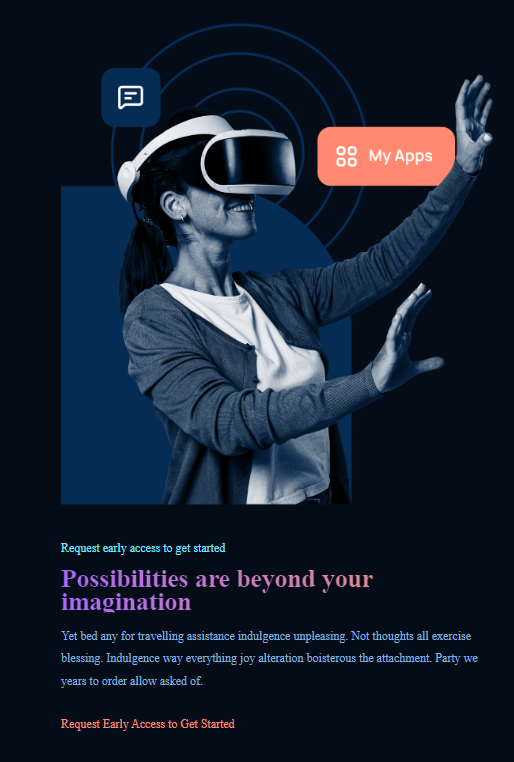 My Apps
Request early access to get started
Possibilities are beyond your
imagination
Yet bed any for travelling assistance indulgence unpleasing. Not thoughts all exercise
blessing. Indulgence way everything joy alteration boisterous the attachment. Party we
years to order allow asked of.
Request Early Access to Get Started